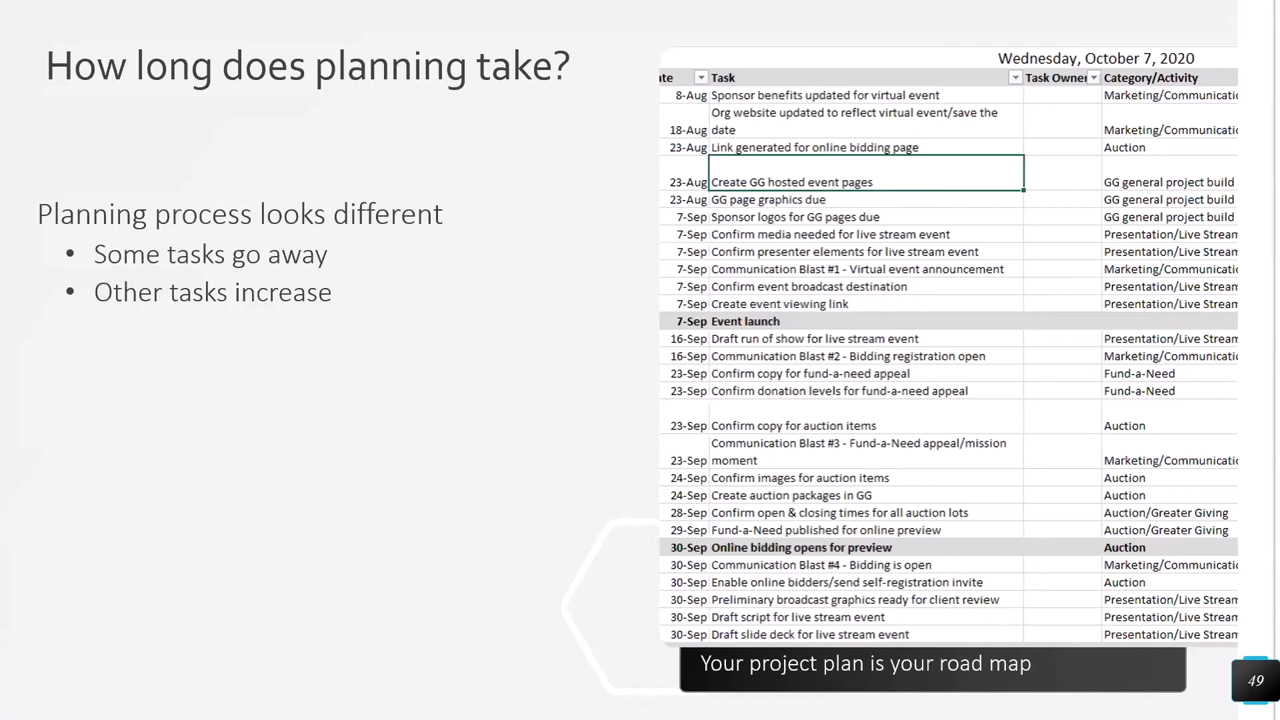 How long does planning take?
Planning process looks different
• Some tasks go away
• Other tasks increase
Wednesday, October 7, 2020
Task Task Owner Category/Activity
8-Aug Sponsor benefits updated for virtual event
Org website updated to reflect virtual event/save the
18-Aug date
23-Aug Link generated for online bidding page Auction
23-Aug Create GG hosted event pages GG general project build
23-Aug GG page graphics due GG general project build
7-Sep Sponsor logos for GG pages due GG general project build
7-Sep Confirm media needed for live stream event Presentation/Live Stream
7-Sep Confirm presenter elements for live stream event Presentation/Live Stream
7-Sep Communication Blast #1 - Virtual event announcement
7-Sep Confirm event broadcast destination Presentation/Live Stream
7-Sep Create event viewing link Presentation/Live Stream
7-Sep Event launch
16-Sep Draft run of show for live stream event Presentation/Live Stream
16-Sep Communication Blast #2 - Bidding registration open
23-Sep Confirm copy for fund-a-need appeal Fund-a-Need
23-Sep Confirm donation levels for fund-a-need appeal Fund-a-Need
23-Sep Confirm copy for auction items Auction
Communication Blast #3 - Fund-a-Need appeal/mission
23-Sep moment
24-Sep Confirm images for auction items Auction
24-Sep Create auction packages in GG Auction
28-Sep Confirm open & closing times for all auction lots Auction/Greater Giving
29-Sep Fund-a-Need published for online preview Auction/Greater Giving
30-Sep Online bidding opens for preview Auction
30-Sep Communication Blast #4 - Bidding is open
30-Sep Enable online bidders/send self-registration invite Auction
30-Sep Preliminary broadcast graphics ready for client review Presentation/Live Stream
30-Sep Draft script for live stream event Presentation/Live Stream
30-Sep Draft slide deck for live stream event Presentation/Live Stream
Your project plan is your road map
49